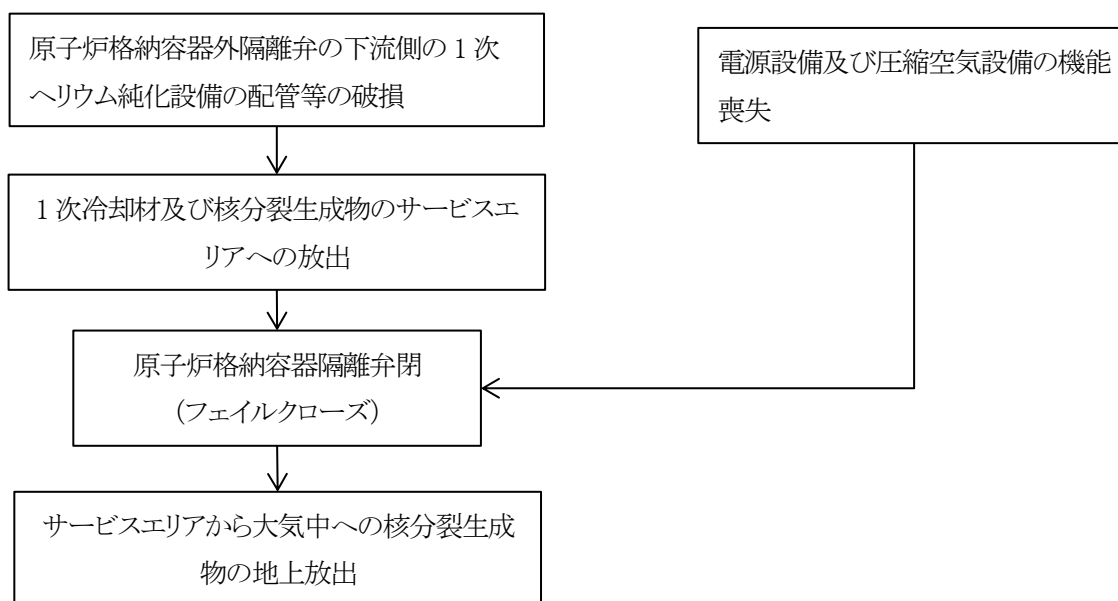 原子炉格納容器外隔離弁の下流側の1次
ヘリウム純化設備の配管等の破損
電源設備及び圧縮空気設備の機能
喪失
1次冷却材及び核分裂生成物のサービスエ
リアへの放出
原子炉格納容器隔離弁閉
(フェイルクローズ)
サービスエリアから大気中への核分裂生成
物の地上放出